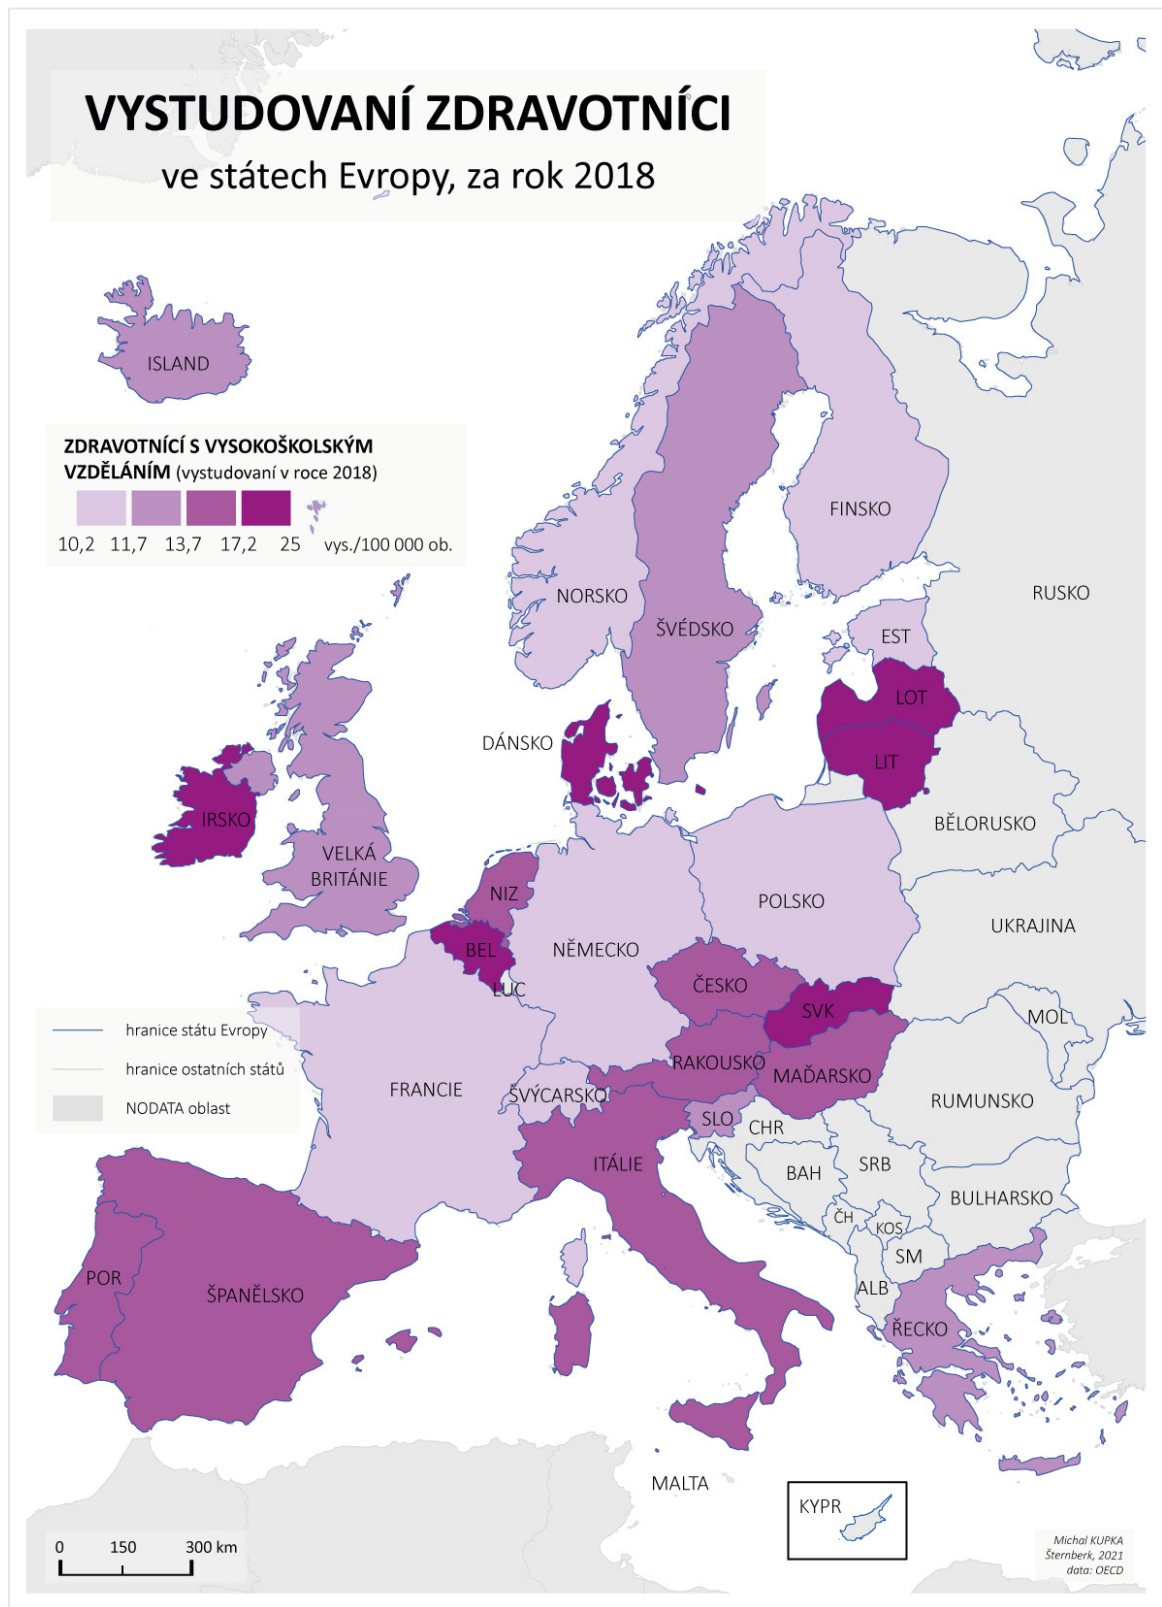 VYSTUDOVANÍ ZDRAVOTNÍCI
ve státech Evropy, za rok 2018
ISLAND
ZDRAVOTNÍCÍ S VYSOKOŠKOLSKÝM
VZDĚLÁNÍM (vystudovaní v roce 2018)
10,2 11,7 13,7 17,2 25 vys./100 000 ob.
FINSKO
NORSKO
RUSKO
ŠVÉDSKO
EST
LOT
DÁNSKO
LIT
IRSKO
BĚLORUSKO
VELKÁ
BRITÁNIE
NIZ
POLSKO
UKRAJINA
BEL
NĚMECKO
ČESKO
LUC
SVK
MOL
hranice státu Evropy
hranice ostatních států
NODATA oblast
RAKOUSKO
MAĎARSKO
FRANCIE
ŠVÝCARSKO
RUMUNSKO
SLO
CHR
ITÁLIE
BAH
SRB
BULHARSKO
ČH
KOS
SM
POR
ŠPANĚLSKO
ALB
ŘECKO
MALTA
KYPR
0 150 300 km
Michal KUPKA
Šternberk, 2021
data: OECD